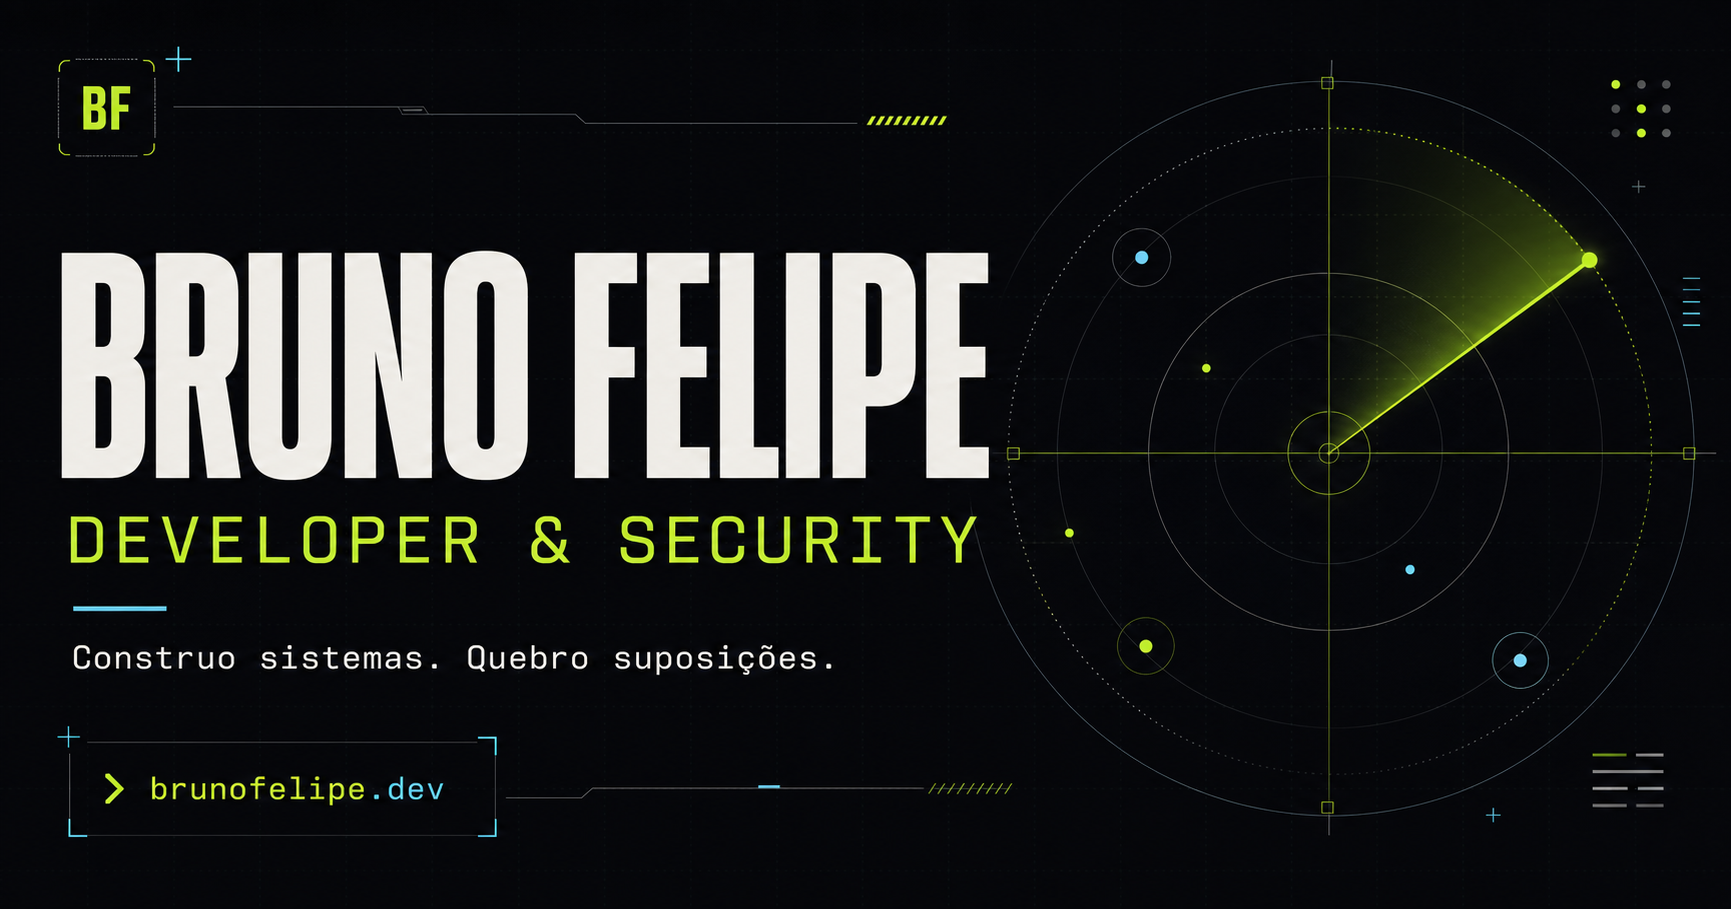 BF
BRUNO FELIPE
DEVELOPER & SECURITY
Construo sistemas. Quebro suposições.
brunofelipe.dev